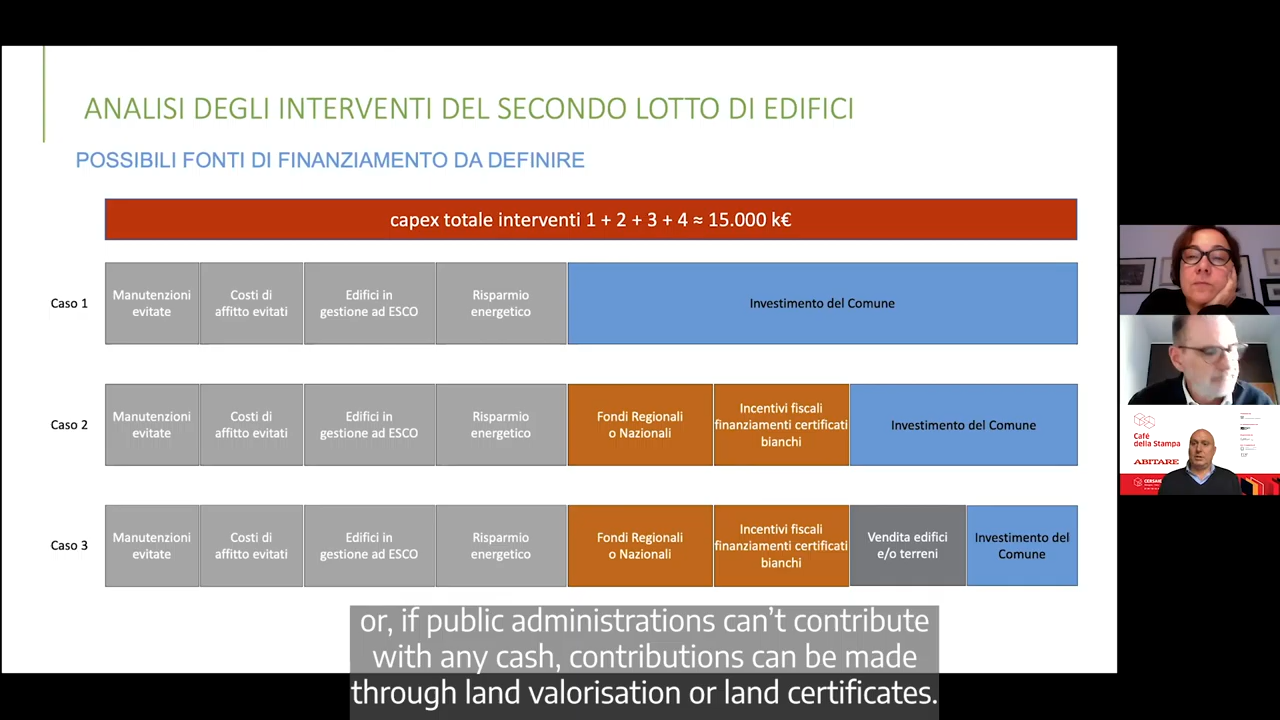 ANALISI DEGLI INTERVENTI DEL SECONDO LOTTO DI EDIFICI
POSSIBILI FONTI DI FINANZIAMENTO DA DEFINIRE
capex totale interventi 1 + 2 + 3 + 4 ≈ 15.000 k€
Caso 1
Manutenzioni
evitate
Costi di
affitto evitati
Edifici in
gestione ad ESCO
Risparmio
energetico
Investimento del Comune
Caso 2
Manutenzioni
evitate
Costi di
affitto evitati
Edifici in
gestione ad ESCO
Risparmio
energetico
Fondi Regionali
o Nazionali
Incentivi fiscali
finanziamenti certificati
bianchi
Investimento del Comune
Caso 3
Manutenzioni
evitate
Costi di
affitto evitati
Edifici in
gestione ad ESCO
Risparmio
energetico
Fondi Regionali
o Nazionali
Incentivi fiscali
finanziamenti certificati
bianchi
Vendita edifici
e/o terreni
Investimento del
Comune
or, if public administrations can't contribute
with any cash, contributions can be made
through land valorisation or land certificates.
Café
della Stampa
ABITARE
CERSAIE